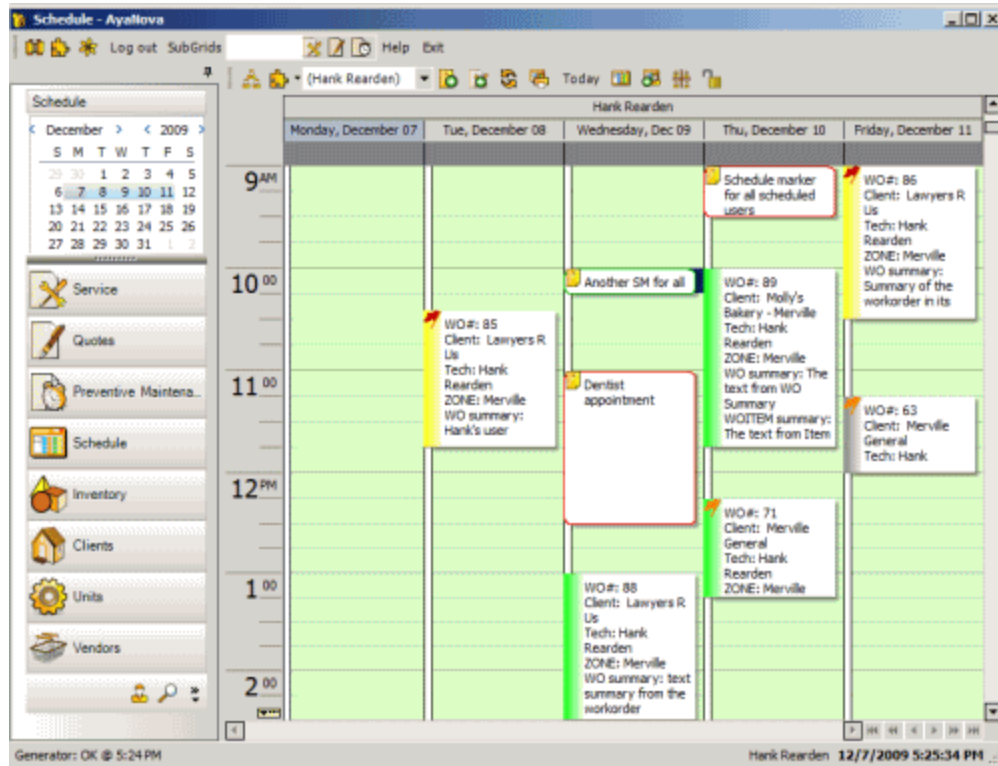 Schedule - AyaNova
Log out SubGrids Help Exit
(Hank Rearden) Today
Schedule
December 2009
S M T W T F S
29 30 1 2 3 4 5
6 7 8 9 10 11 12
13 14 15 16 17 18 19
20 21 22 23 24 25 26
27 28 29 30 31 1 2
Service
Quotes
Preventive Maintena..
Schedule
Inventory
Clients
Units
Vendors
Hank Rearden
Monday, December 07
Tue, December 08
Wednesday, Dec 09
Thu, December 10
Friday, December 11
9 AM
10 00
11 00
12 PM
1 00
2 00
WO#: 85
Client: Lawyers R
Us
Tech: Hank
Rearden
ZONE: Merville
WO summary:
Hank's user
Another SM for all
Dentist
appointment
WO#: 88
Client: Lawyers R
Us
Tech: Hank
Rearden
ZONE: Merville
WO summary: text
summary from the
workorder
Schedule marker
for all scheduled
users
WO#: 89
Client: Molly's
Bakery - Merville
Tech: Hank
Rearden
ZONE: Merville
WO summary: The
text from WO
Summary
WOITEM summary:
The text from Item
WO#: 71
Client: Merville
General
Tech: Hank
Rearden
ZONE: Merville
WO#: 86
Client: Lawyers R
Us
Tech: Hank
Rearden
ZONE: Merville
WO summary:
Summary of the
workorder in its
WO#: 63
Client: Merville
General
Tech: Hank
Generator: OK @ 5:24 PM
Hank Rearden 12/7/2009 5:25:34 PM